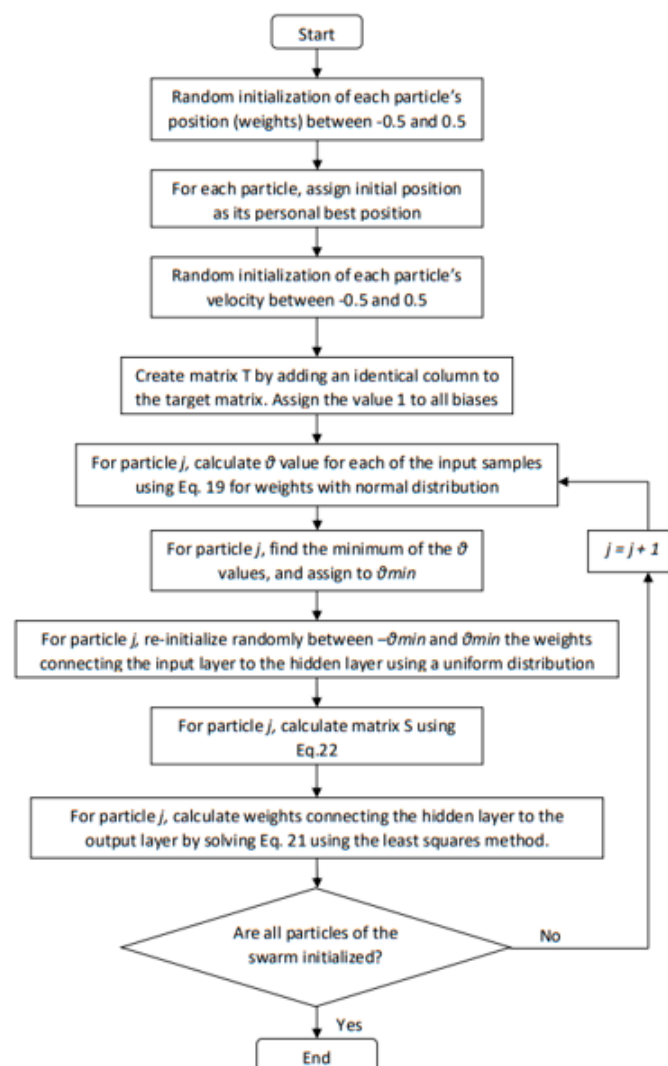 Start
Random initialization of each particle's
position (weights) between -0.5 and 0.5
For each particle, assign initial position
as its personal best position
Random initialization of each particle's
velocity between -0.5 and 0.5
Create matrix T by adding an identical column to
the target matrix. Assign the value 1 to all biases
For particle j, calculate ϑ value for each of the input samples
using Eq. 19 for weights with normal distribution
For particle j, find the minimum of the ϑ
values, and assign to ϑmin
j = j + 1
For particle j, re-initialize randomly between –ϑmin and ϑmin the weights
connecting the input layer to the hidden layer using a uniform distribution
For particle j, calculate matrix S using
Eq.22
For particle j, calculate weights connecting the hidden layer to the
output layer by solving Eq. 21 using the least squares method.
Are all particles of the
swarm initialized?
No
Yes
End